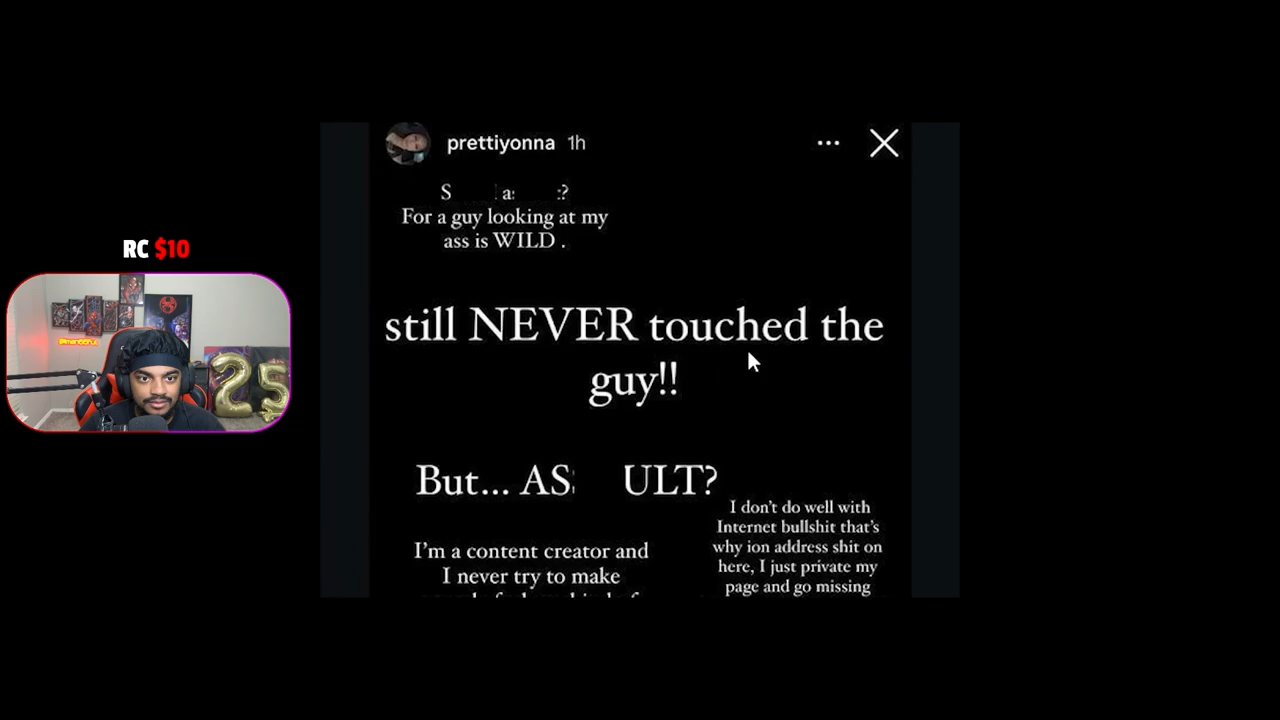 prettiyonna 1h
For a guy looking at my
ass is WILD .
still NEVER touched the
guy!!
But... AS ULT?
I don't do well with
Internet bullshit that's
why ion address shit on
here, I just private my
page and go missing
I'm a content creator and
I never try to make
RC $10
25